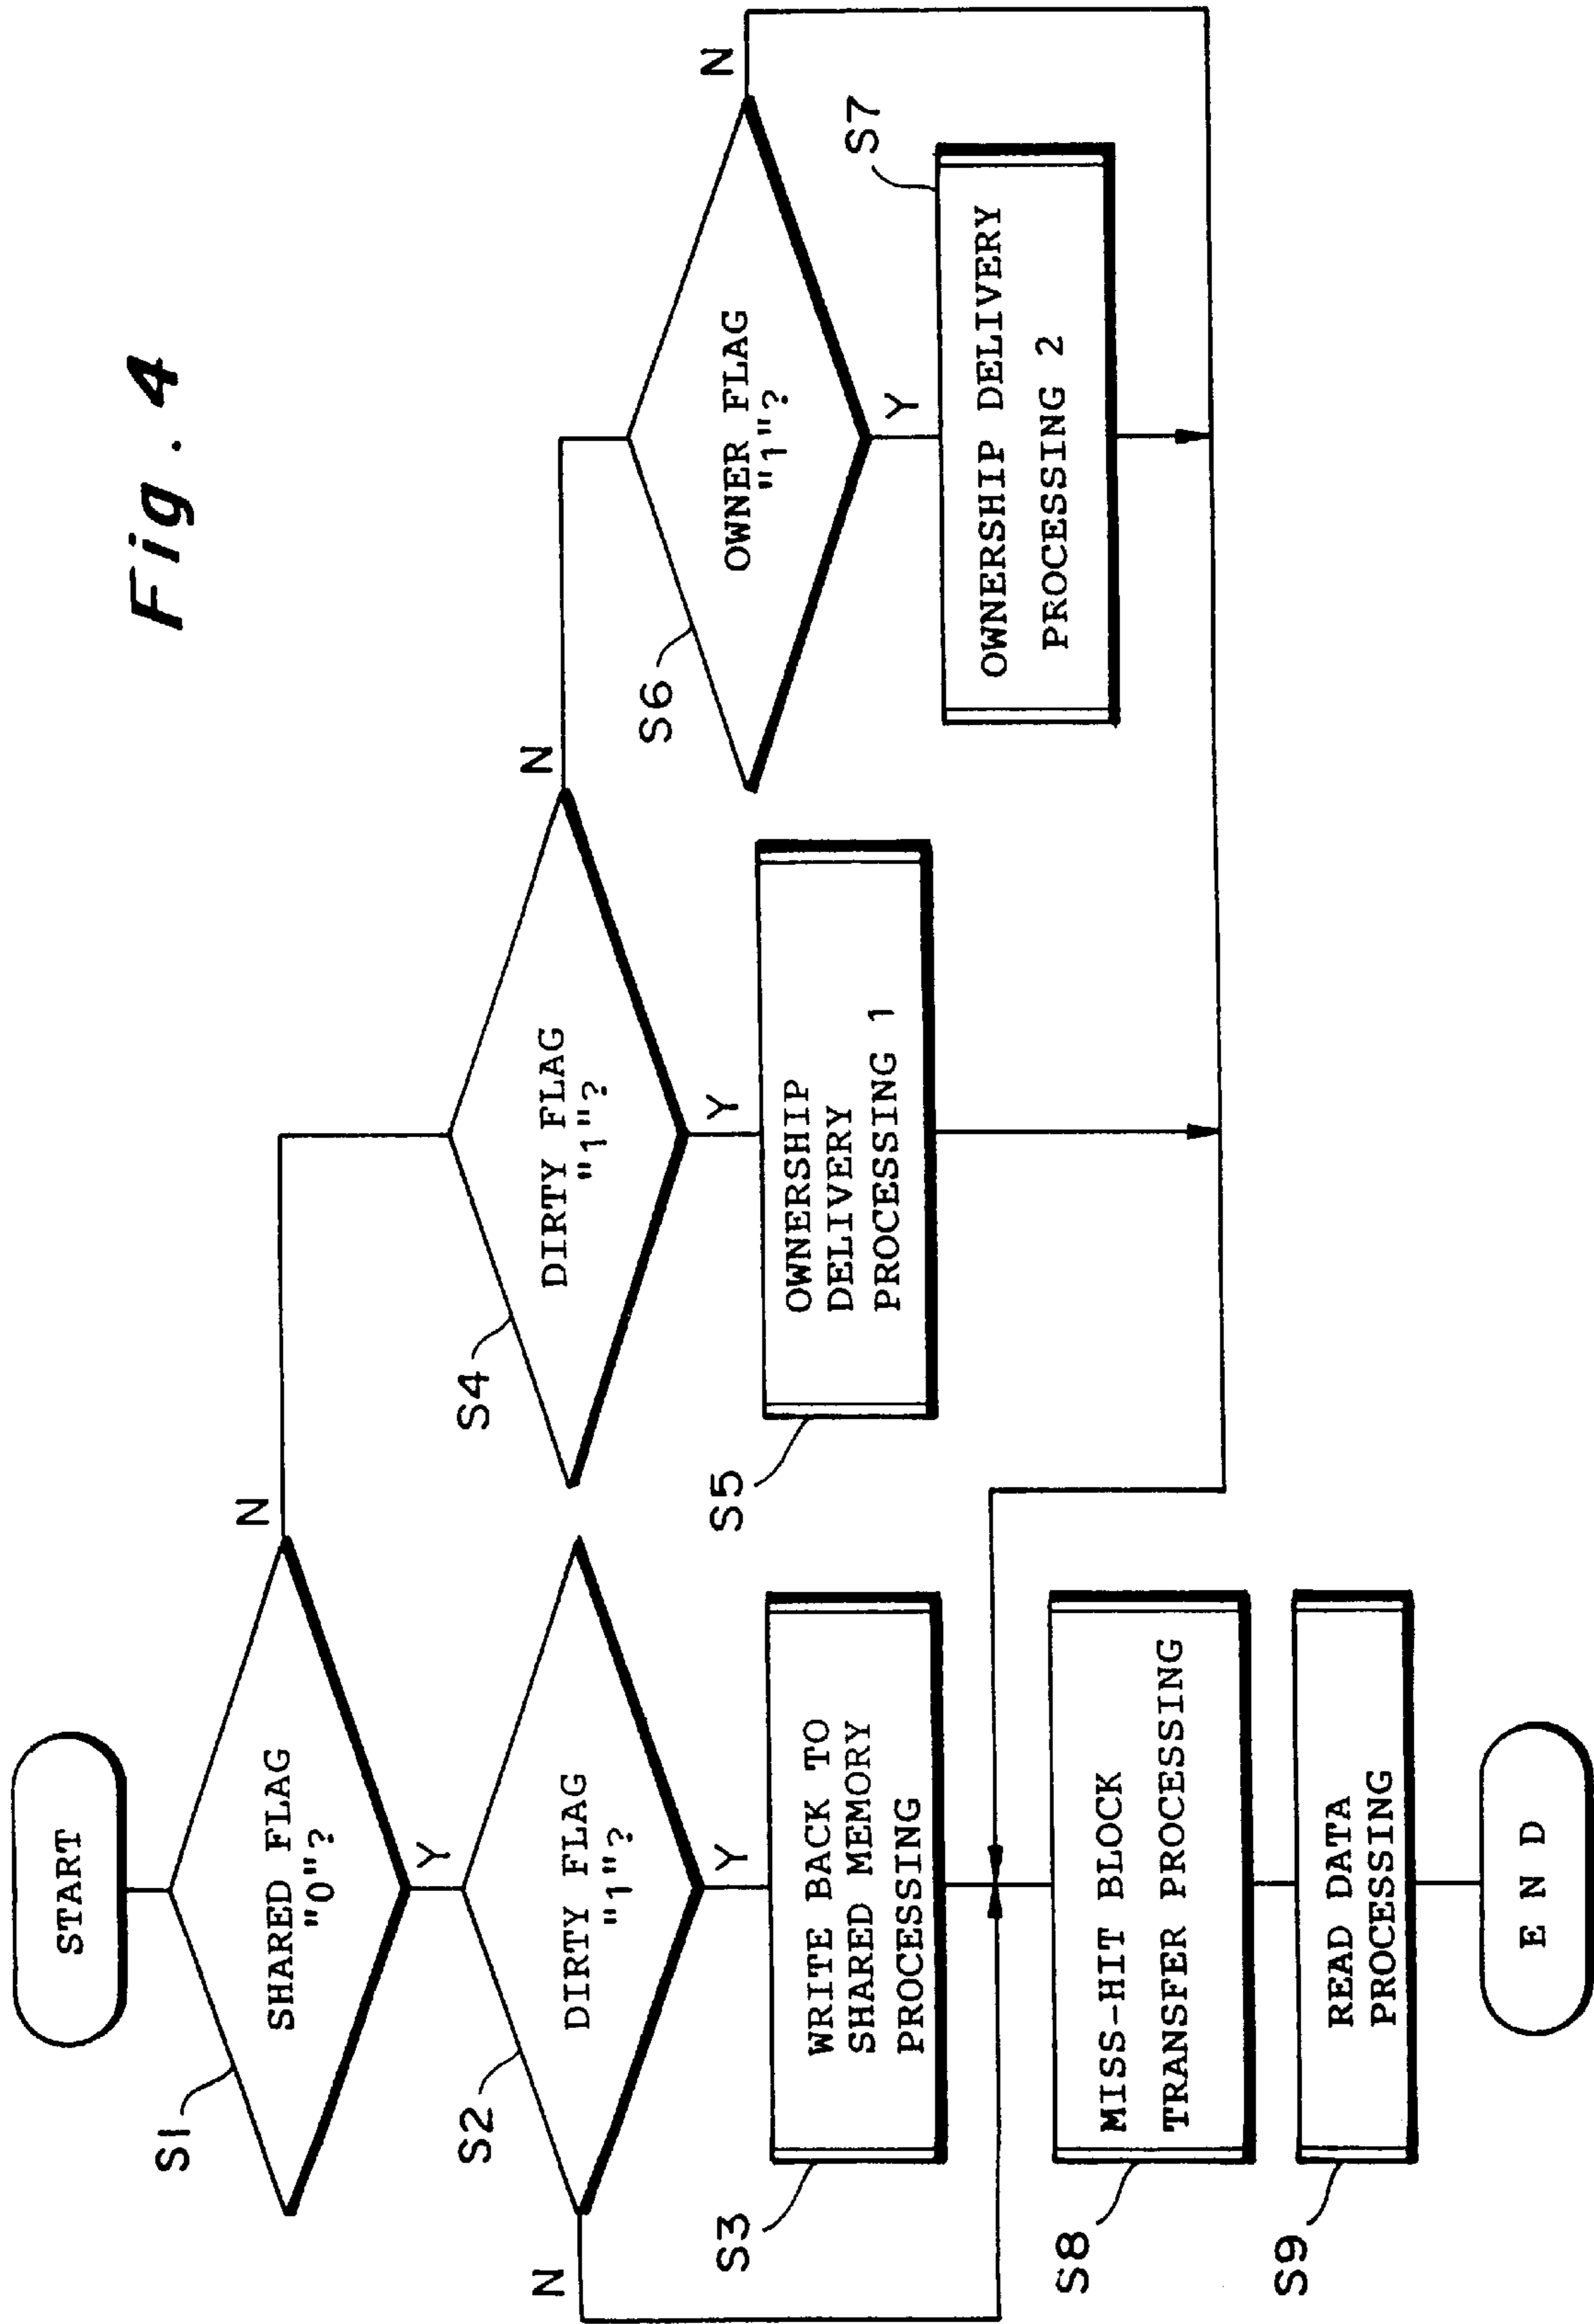 Fig. 4
START
S1
SHARED FLAG
"0"?
N
Y
S2
DIRTY FLAG
"1"?
N
Y
S3
WRITE BACK TO
SHARED MEMORY
PROCESSING
S4
DIRTY FLAG
"1"?
N
Y
S5
OWNERSHIP
DELIVERY
PROCESSING 1
S6
OWNER FLAG
"1"?
N
Y
S7
OWNERSHIP DELIVERY
PROCESSING 2
S8
MISS-HIT BLOCK
TRANSFER PROCESSING
S9
READ DATA
PROCESSING
END